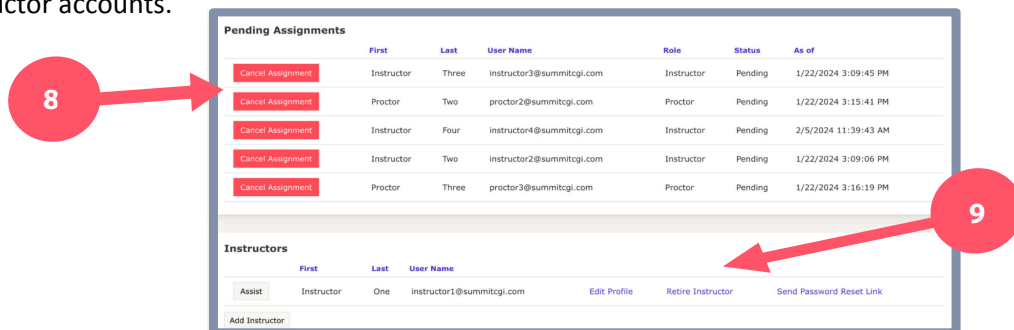 ctor accounts.
Pending Assignments
First Last User Name Role Status As of
Cancel Assignment Instructor Three instructor3@summitcgi.com Instructor Pending 1/22/2024 3:09:45 PM
8
Cancel Assignment Proctor Two proctor2@summitcgi.com Proctor Pending 1/22/2024 3:15:41 PM
Cancel Assignment Instructor Four instructor4@summitcgi.com Instructor Pending 2/5/2024 11:39:43 AM
Cancel Assignment Instructor Two instructor2@summitcgi.com Instructor Pending 1/22/2024 3:09:06 PM
Cancel Assignment Proctor Three proctor3@summitcgi.com Proctor Pending 1/22/2024 3:16:19 PM
9
Instructors
First Last User Name
Assist Instructor One instructor1@summitcgi.com Edit Profile Retire Instructor Send Password Reset Link
Add Instructor